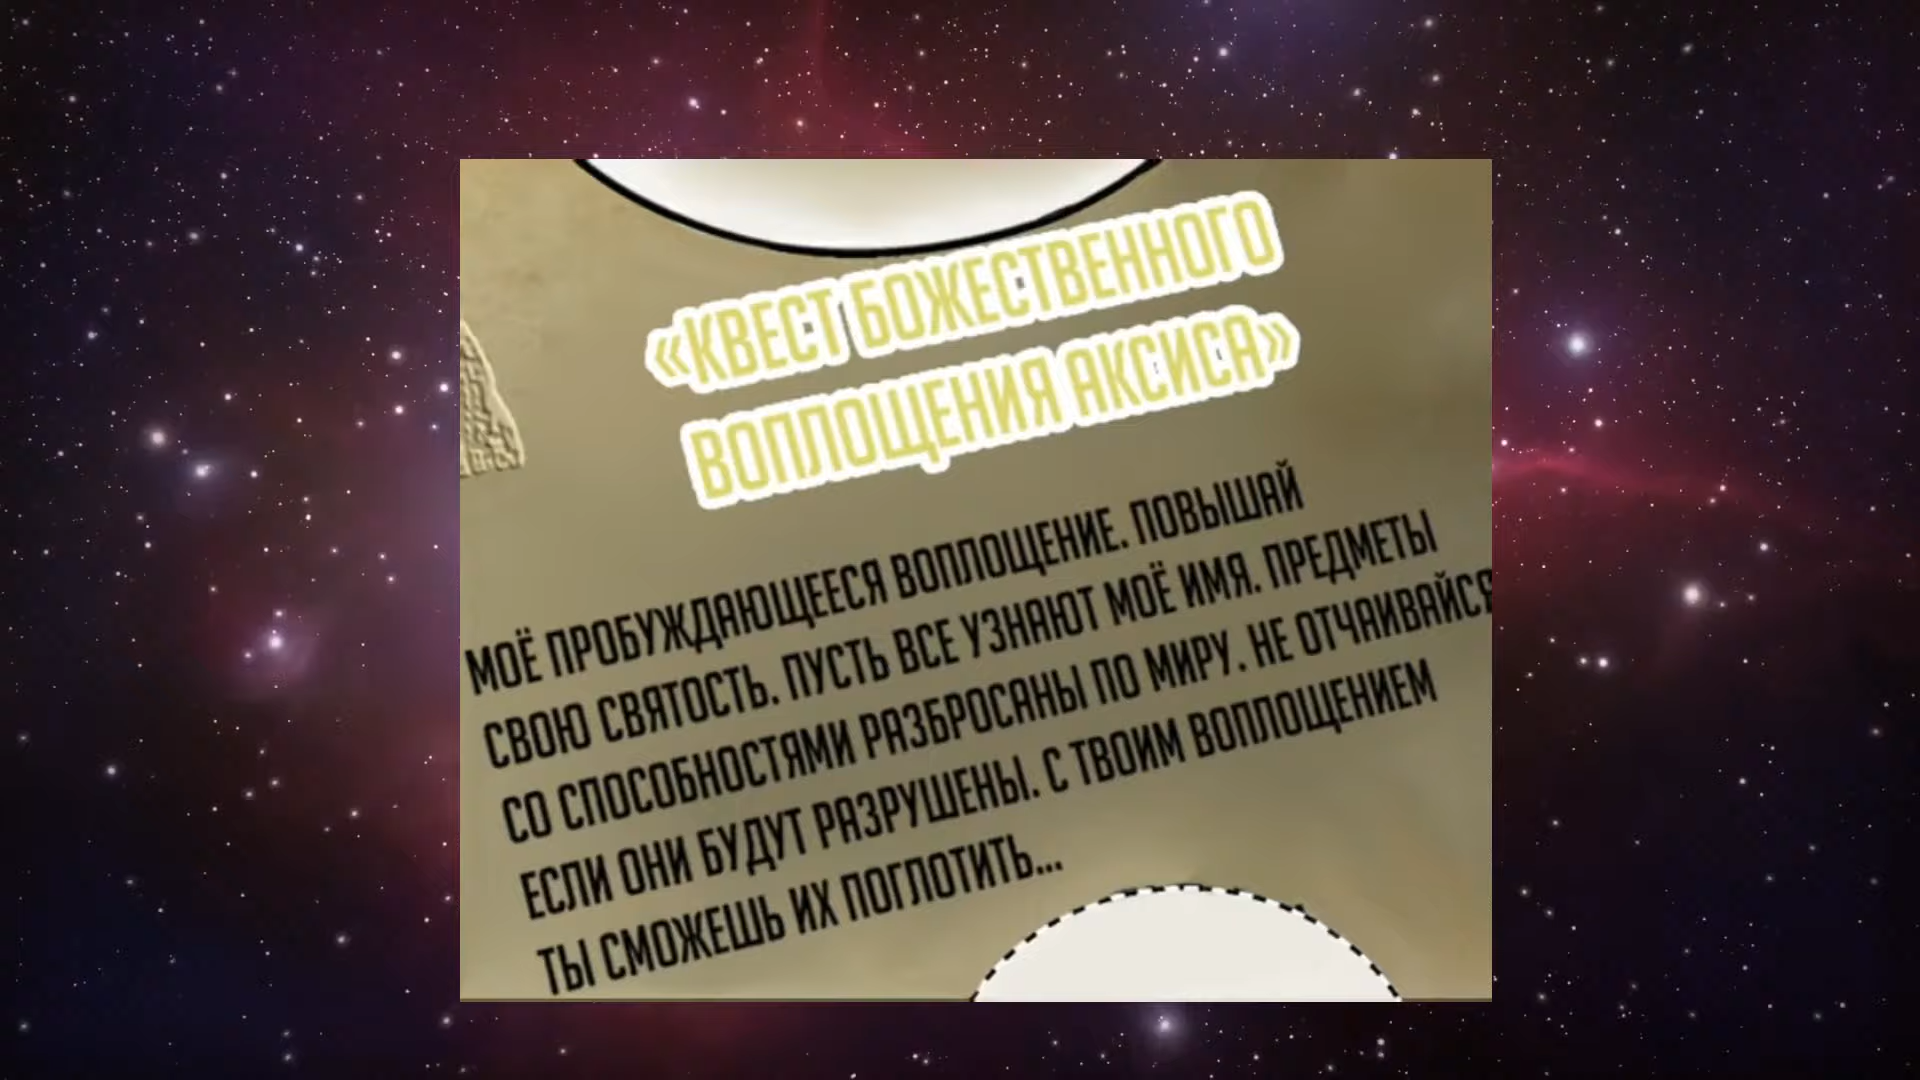 «КВЕСТ БОЖЕСТВЕННОГО
ВОПЛОЩЕНИЯ АКСИСА»
МОЁ ПРОБУЖДАЮЩЕЕСЯ ВОПЛОЩЕНИЕ. ПОВЫШАЙ
СВОЮ СВЯТОСТЬ. ПУСТЬ ВСЕ УЗНАЮТ МОЁ ИМЯ. ПРЕДМЕТЫ
СО СПОСОБНОСТЯМИ РАЗБРОСАНЫ ПО МИРУ. НЕ ОТЧАИВАЙСЯ
ЕСЛИ ОНИ БУДУТ РАЗРУШЕНЫ. С ТВОИМ ВОПЛОЩЕНИЕМ
ТЫ СМОЖЕШЬ ИХ ПОГЛОТИТЬ...